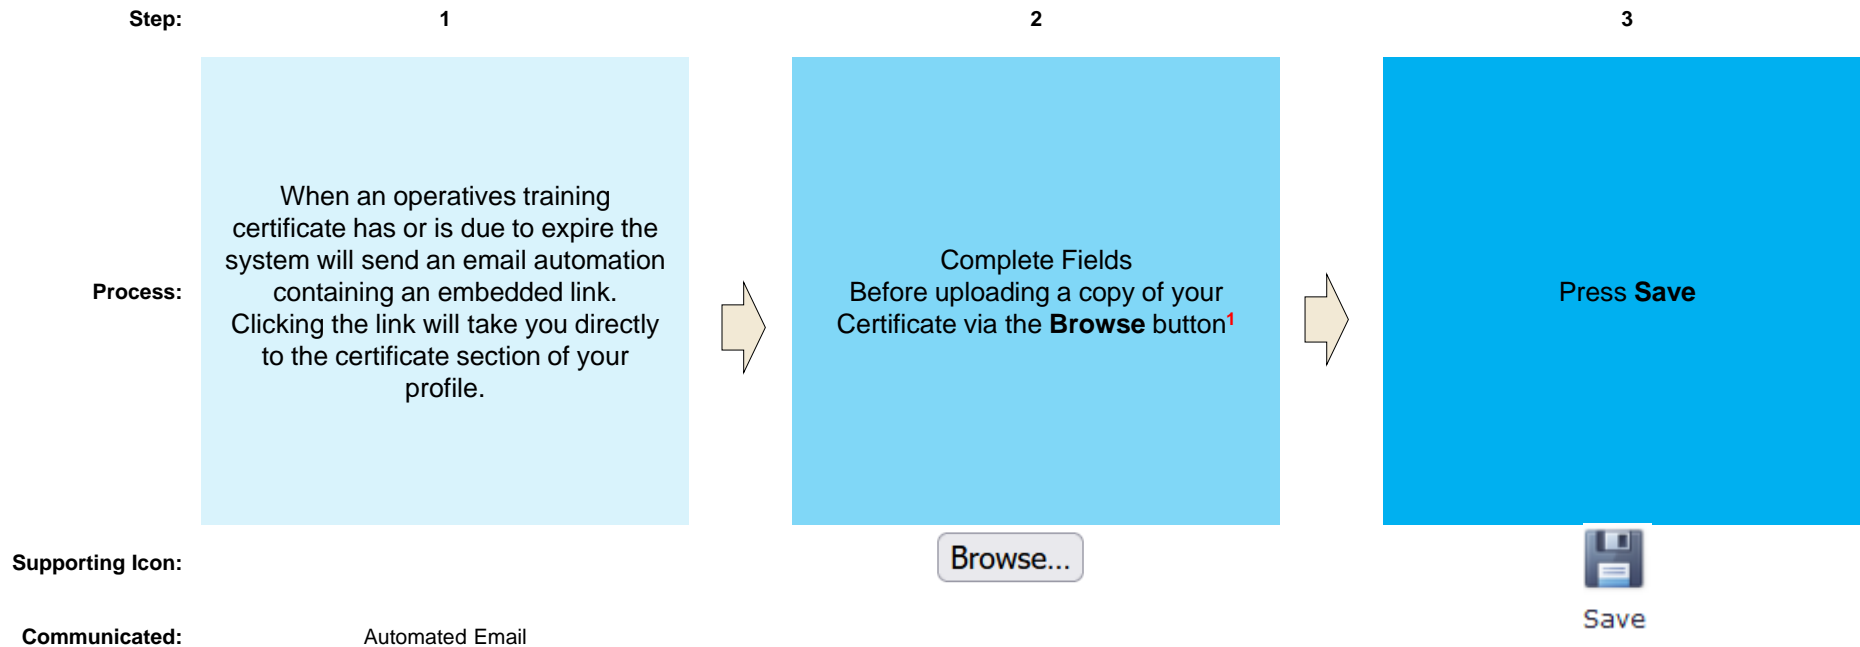 Step:
1
2
3
Process:
When an operatives training
certificate has or is due to expire the
system will send an email automation
containing an embedded link.
Clicking the link will take you directly
to the certificate section of your
profile.
Complete Fields
Before uploading a copy of your
Certificate via the Browse button1
Press Save
Supporting Icon:
Browse...
Save
Communicated:
Automated Email